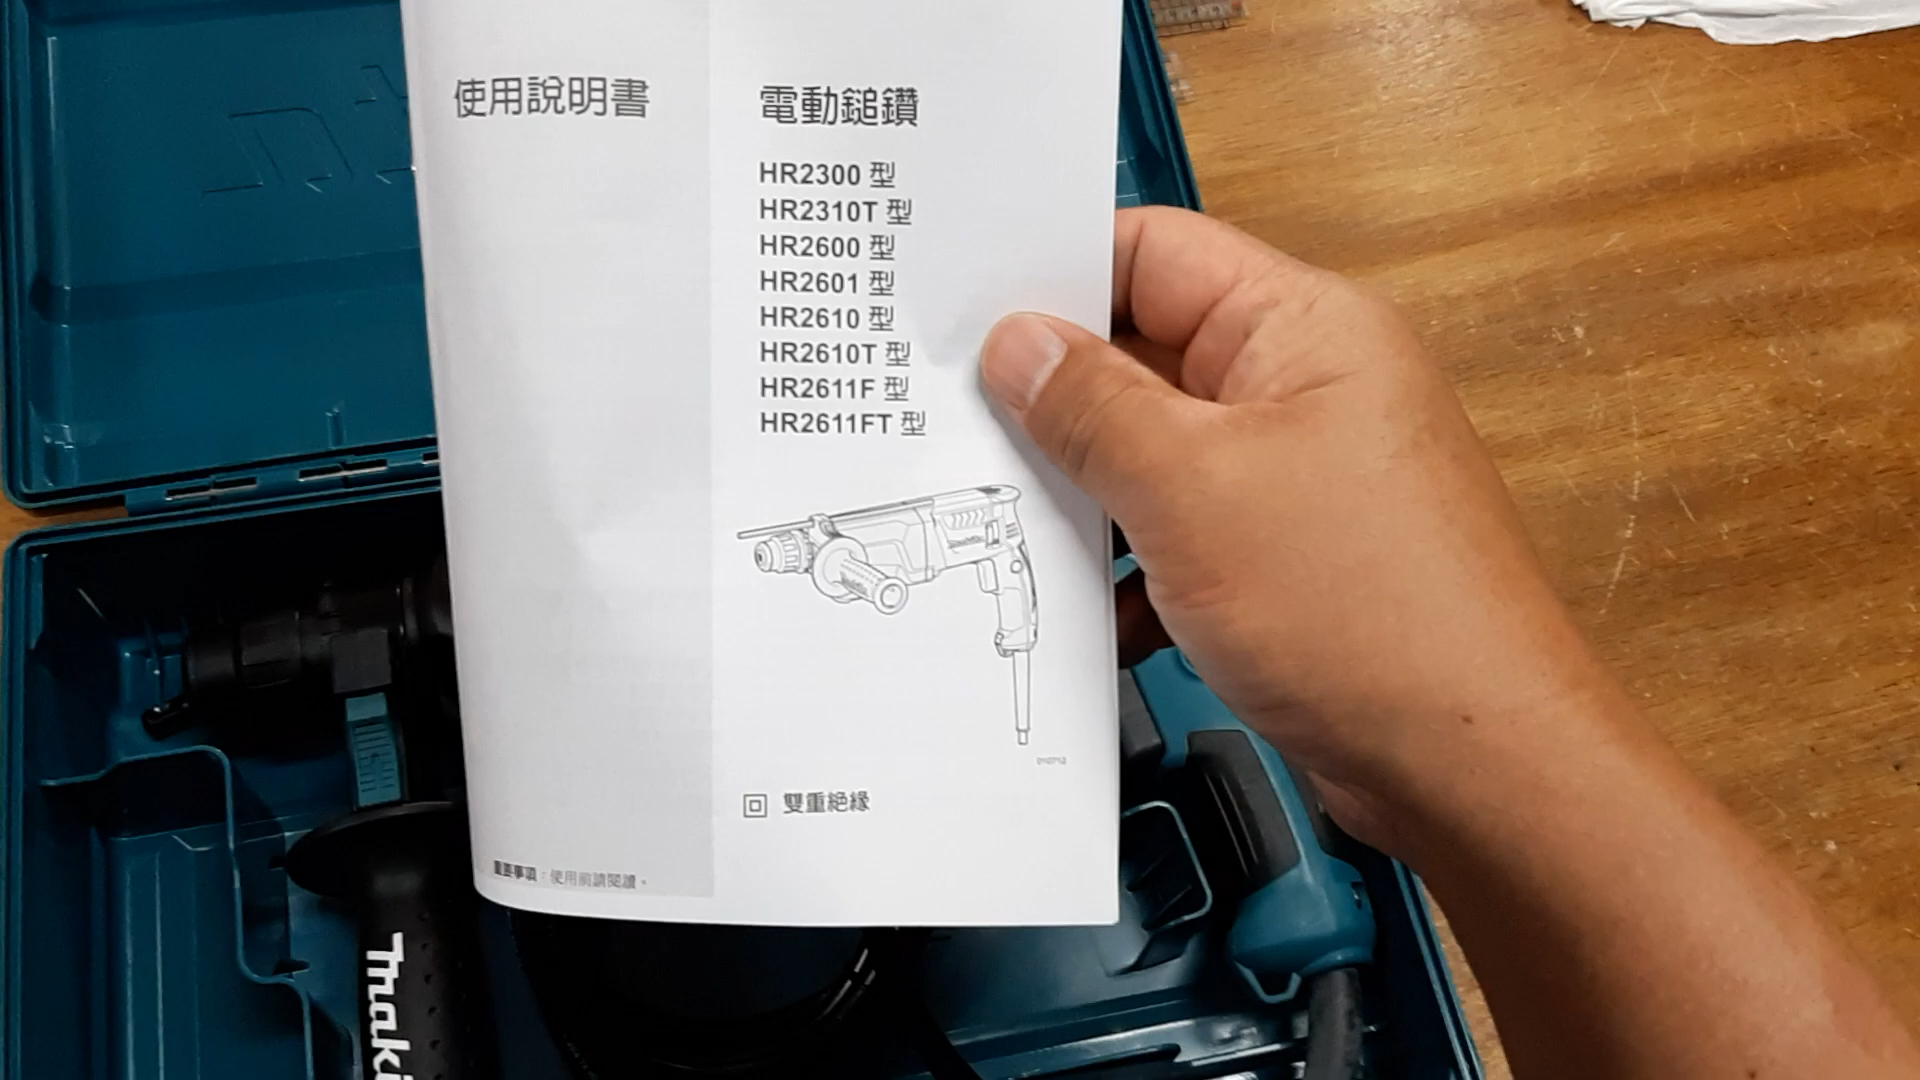 使用說明書
電動鎚鑽
HR2300 型
HR2310T 型
HR2600 型
HR2601 型
HR2610 型
HR2610T 型
HR2611F 型
HR2611FT 型
010712
雙重絕緣
重要事項：使用前請閱讀。
maki